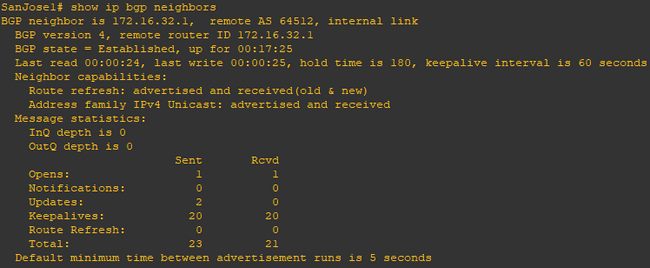 SanJose1# show ip bgp neighbors
BGP neighbor is 172.16.32.1,  remote AS 64512, internal link
  BGP version 4, remote router ID 172.16.32.1
  BGP state = Established, up for 00:17:25
  Last read 00:00:24, last write 00:00:25, hold time is 180, keepalive interval is 60 seconds
  Neighbor capabilities:
    Route refresh: advertised and received(old & new)
    Address family IPv4 Unicast: advertised and received
  Message statistics:
    InQ depth is 0
    OutQ depth is 0
                         Sent       Rcvd
    Opens:                  1          1
    Notifications:          0          0
    Updates:                2          0
    Keepalives:            20         20
    Route Refresh:          0          0
    Total:                 23         21
  Default minimum time between advertisement runs is 5 seconds